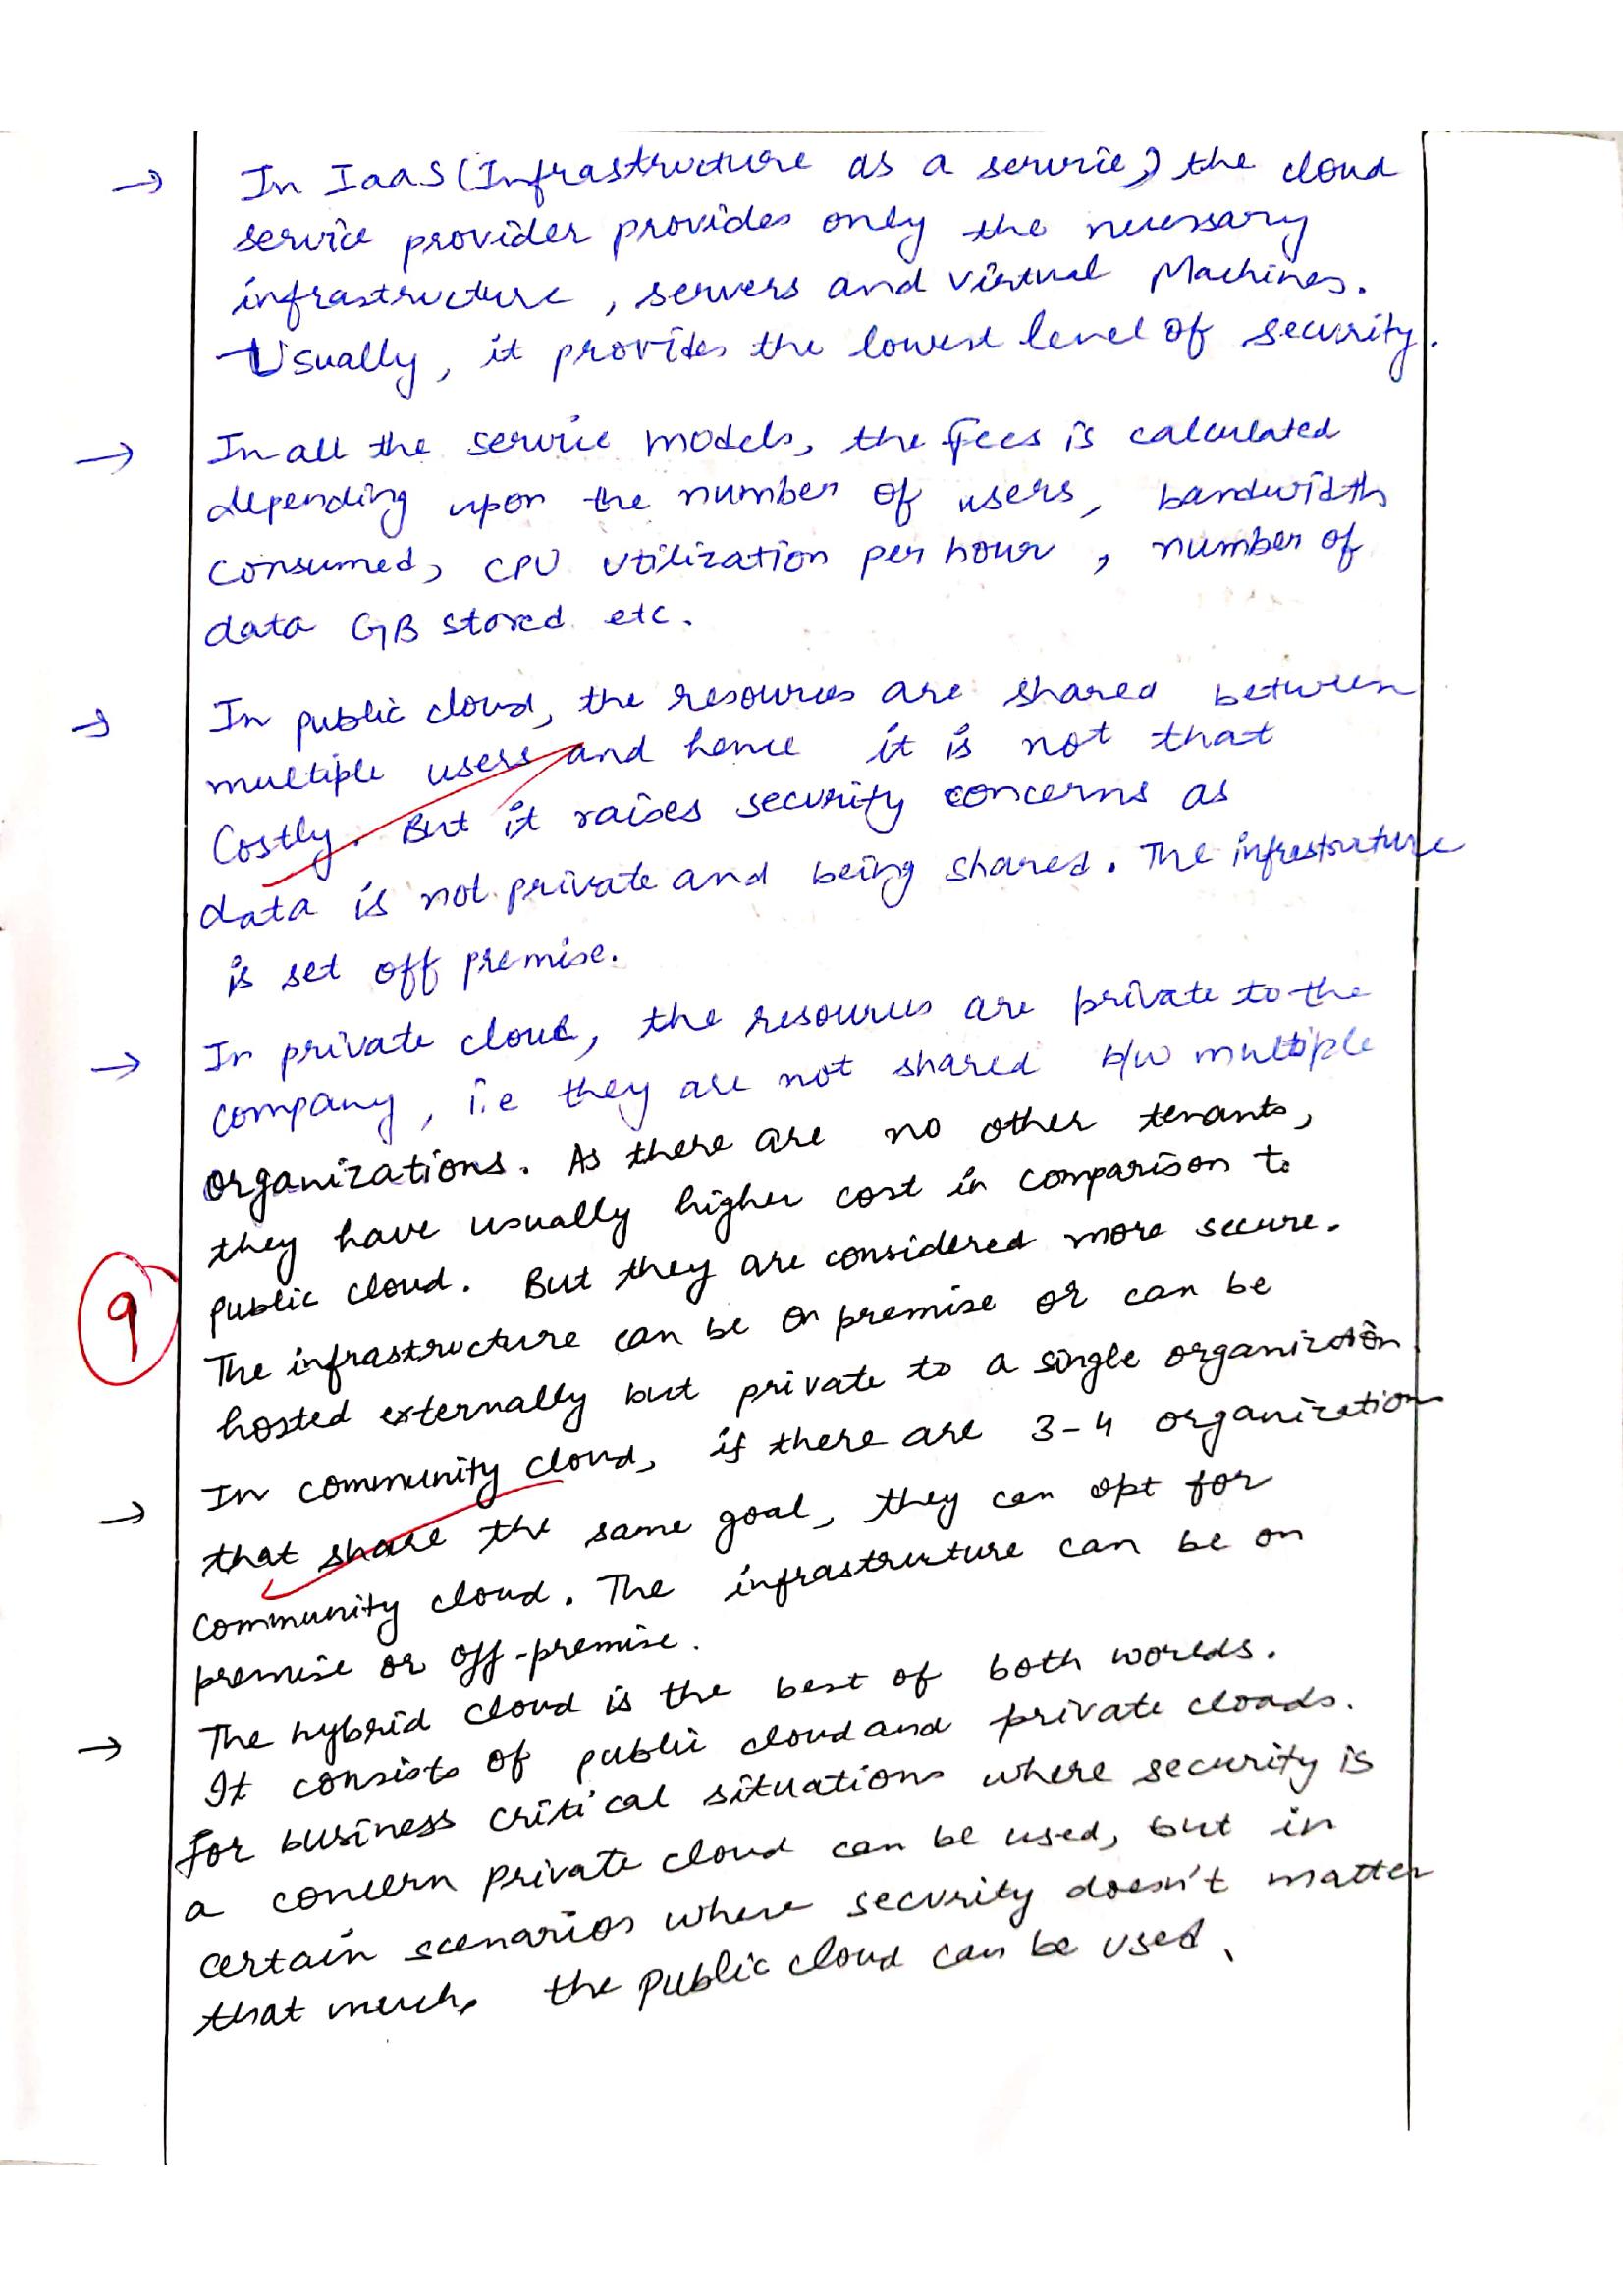 → In IaaS (Infrastructure as a service) the cloud
service provider provides only the necessary
infrastructure, servers and virtual Machines.
Usually, it provides the lowest level of security.
→ In all the service models, the fees is calculated
depending upon the number of users, bandwidth
consumed, CPU utilization per hour, number of
data GB stored etc.
→ In public cloud, the resources are shared between
multiple users and hence it is not that
Costly. But it raises security concerns as
data is not private and being shared. The infrastructure
is set off premise.
→ In private cloud, the resources are private to the
company, i.e they are not shared b/w multiple
organizations. As there are no other tenants,
they have usually higher cost in comparison to
public cloud. But they are considered more secure.
9
The infrastructure can be on premise or can be
hosted externally but private to a single organization.
→ In community cloud, if there are 3-4 organization
that share the same goal, they can opt for
community cloud. The infrastructure can be on
premise or off-premise.
→ The hybrid cloud is the best of both worlds.
It consists of public cloud and private clouds.
for business critical situations where security is
a concern private cloud can be used, but in
certain scenarios where security doesn't matter
that much, the public cloud can be used.